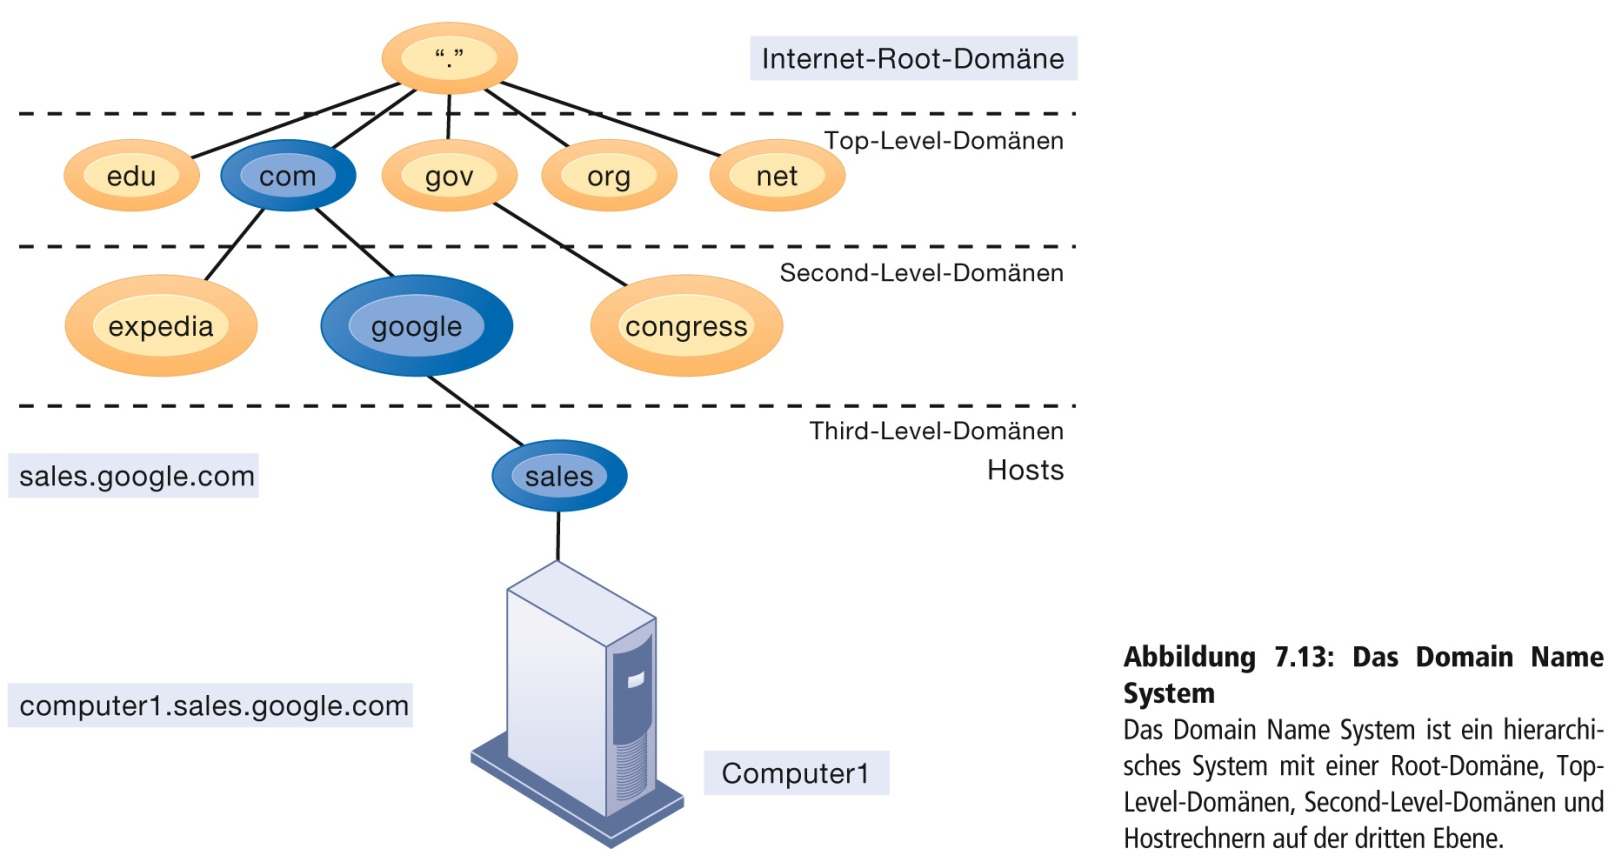 “.”
Internet-Root-Domäne
Top-Level-Domänen
edu
com
gov
org
net
Second-Level-Domänen
expedia
google
congress
Third-Level-Domänen
Hosts
sales.google.com
sales
computer1.sales.google.com
Computer1
Abbildung 7.13: Das Domain Name
System
Das Domain Name System ist ein hierarchi-
sches System mit einer Root-Domäne, Top-
Level-Domänen, Second-Level-Domänen und
Hostrechnern auf der dritten Ebene.